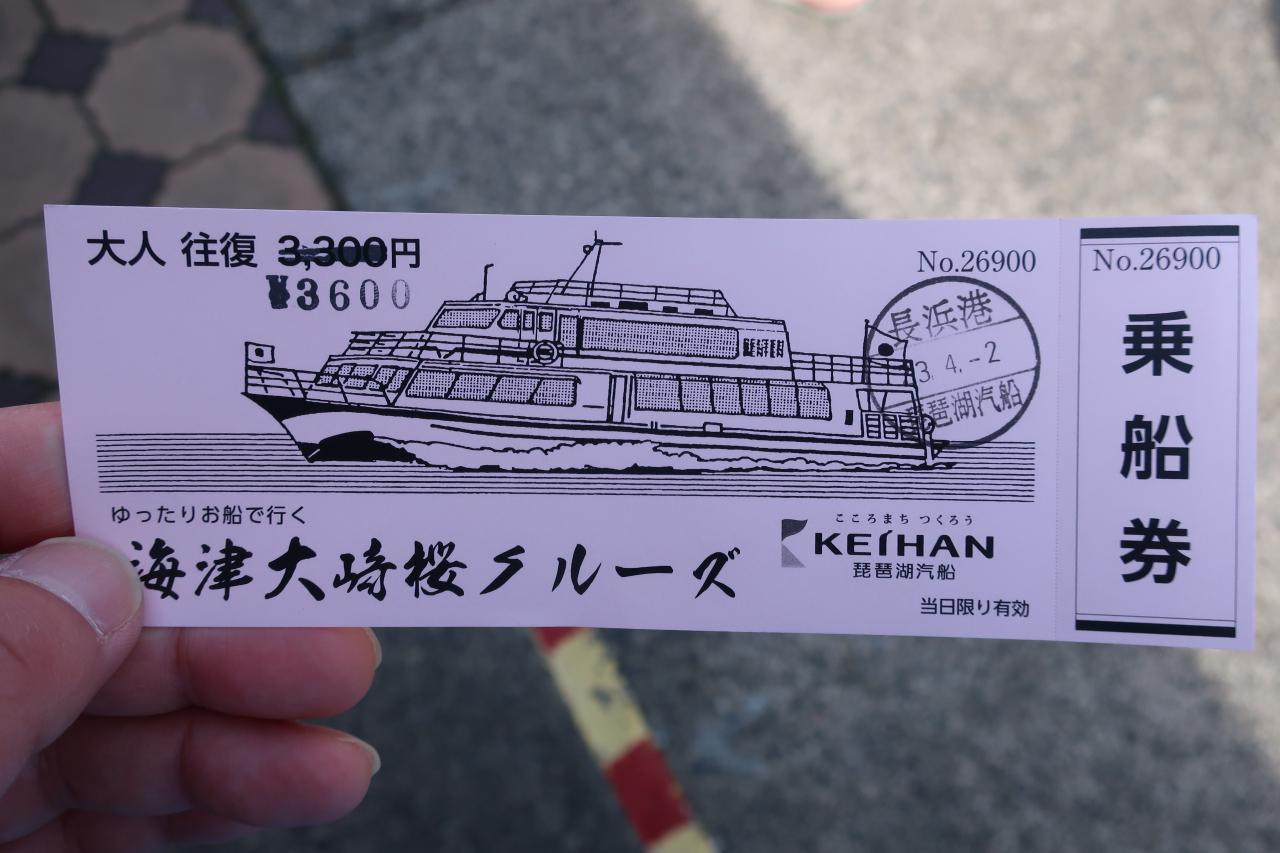 大人 往復 3,300円
¥3600
No.26900
長浜港
3.4.-2
琵琶湖汽船
ゆったりお船で行く
海津大崎桜クルーズ
こころまち つくろう
KEIHAN
琵琶湖汽船
当日限り有効
No.26900
乗船券